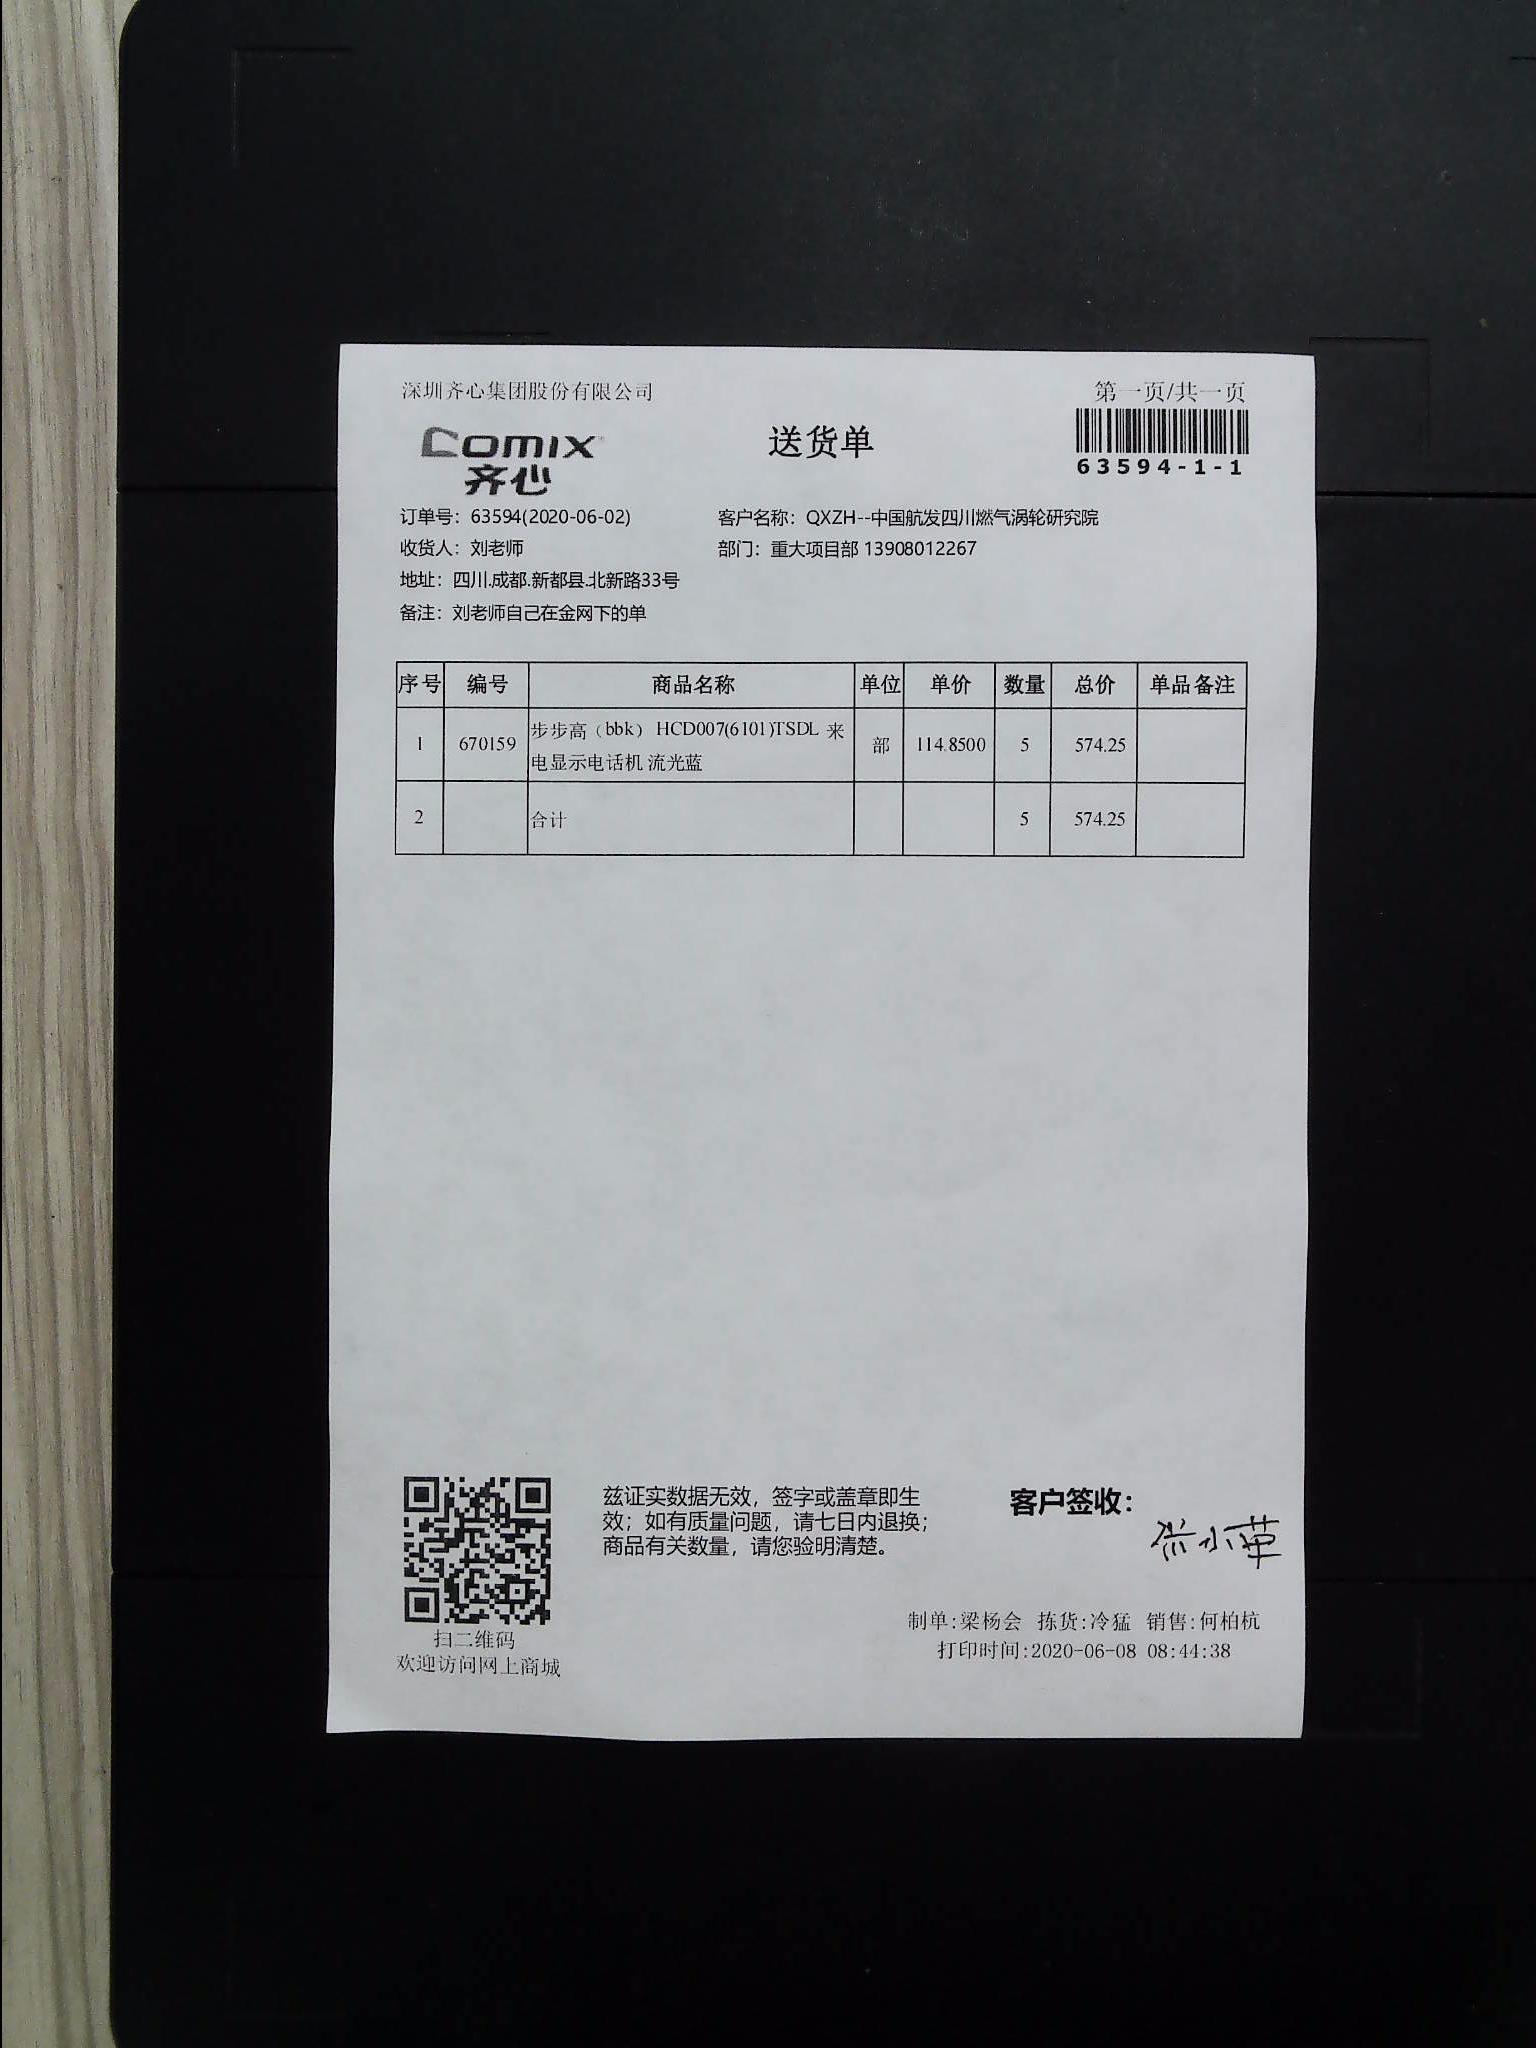 深圳齐心集团股份有限公司
第一页/共一页
comix
齐心
送货单
63594-1-1
订单号：63594(2020-06-02)
客户名称：QXZH--中国航发四川燃气涡轮研究院
收货人：刘老师
部门：重大项目部 13908012267
地址：四川.成都.新都县.北新路33号
备注：刘老师自己在金网下的单
序号 编号 商品名称 单位 单价 数量 总价 单品备注
1 670159 步步高（bbk） HCD007(6101)TSDL 来 部 114.8500 5 574.25
电显示电话机 流光蓝
2 合计 5 574.25
兹证实数据无效，签字或盖章即生
效；如有质量问题，请七日内退换；
商品有关数量，请您验明清楚。
客户签收：
扫二维码
欢迎访问网上商城
制单:梁杨会 拣货:冷猛 销售:何柏杭
打印时间:2020-06-08 08:44:38